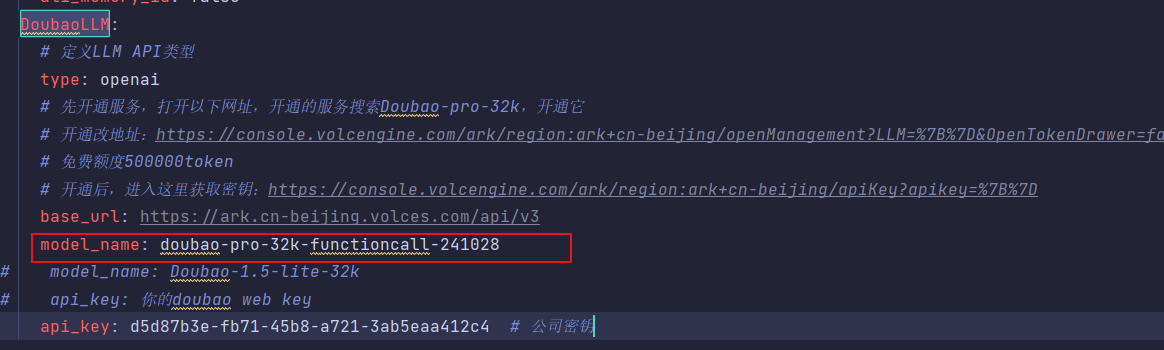 DoubaoLLM:
# 定义LLM API类型
type: openai
# 先开通服务，打开以下网址，开通的服务搜索Doubao-pro-32k，开通它
# 开通改地址：https://console.volcengine.com/ark/region:ark+cn-beijing/openManagement?LLM=%7B%7D&OpenTokenDrawer=fa
# 免费额度500000token
# 开通后，进入这里获取密钥：https://console.volcengine.com/ark/region:ark+cn-beijing/apiKey?apikey=%7B%7D
base_url: https://ark.cn-beijing.volces.com/api/v3
model_name: doubao-pro-32k-functioncall-241028
# model_name: Doubao-1.5-lite-32k
# api_key: 你的doubao web key
api_key: d5d87b3e-fb71-45b8-a721-3ab5eaa412c4 # 公司密钥